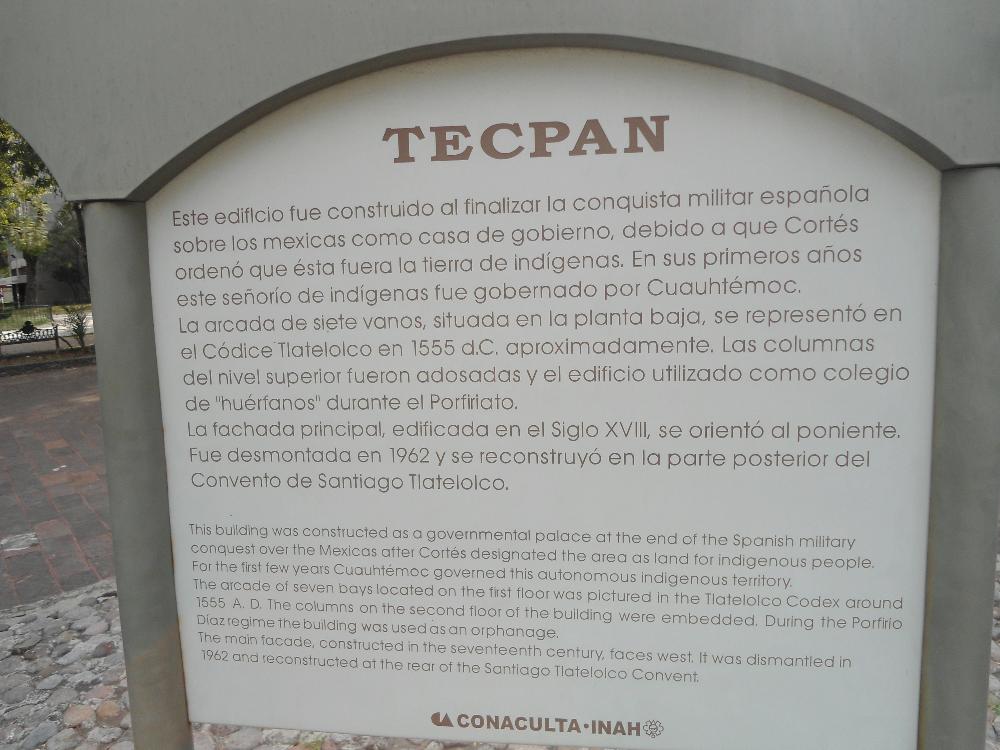 TECPAN
Este edificio fue construido al finalizar la conquista militar española
sobre los mexicas como casa de gobierno, debido a que Cortés
ordenó que ésta fuera la tierra de indígenas. En sus primeros años
este señorío de indígenas fue gobernado por Cuauhtémoc.
La arcada de siete vanos, situada en la planta baja, se representó en
el Códice Tlatelolco en 1555 d.C. aproximadamente. Las columnas
del nivel superior fueron adosadas y el edificio utilizado como colegio
de "huérfanos" durante el Porfiriato.
La fachada principal, edificada en el Siglo XVIII, se orientó al poniente.
Fue desmontada en 1962 y se reconstruyó en la parte posterior del
Convento de Santiago Tlatelolco.
This building was constructed as a governmental palace at the end of the Spanish military
conquest over the Mexicas after Cortés designated the area as land for indigenous people.
For the first few years Cuauhtémoc governed this autonomous indigenous territory.
The arcade of seven bays located on the first floor was pictured in the Tlatelolco Codex around
1555 A. D. The columns on the second floor of the building were embedded. During the Porfirio
Díaz regime the building was used as an orphanage.
The main facade, constructed in the seventeenth century, faces west. It was dismantled in
1962 and reconstructed at the rear of the Santiago Tlatelolco Convent.
CONACULTA·INAH